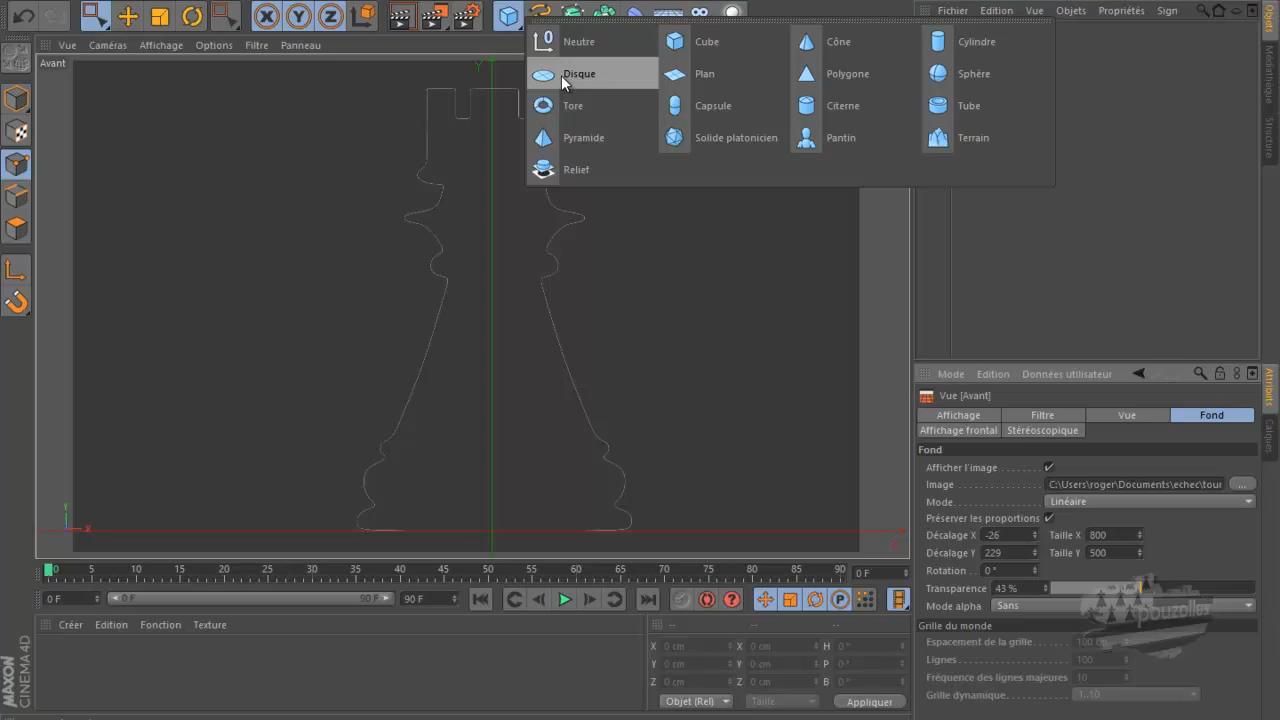 Fichier Edition Vue Objets Propriétés Sign
Vue Caméras Affichage Options Filtre Panneau
Avant
Neutre Cube Cône Cylindre
Disque Plan Polygone Sphère
Tore Capsule Citerne Tube
Pyramide Solide platonicien Pantin Terrain
Relief
X Y Z
Y
Objets
Médiathèque
Structure
Mode Edition Données utilisateur
Vue [Avant]
Affichage Filtre Vue Fond
Affichage frontal Stéréoscopique
Fond
Afficher l'image
Image C:\Users\roger\Documents\echec\tour ...
Mode Linéaire
Préserver les proportions
Décalage X -26 Taille X 800
Décalage Y 229 Taille Y 500
Rotation 0 °
Transparence 43 %
Mode alpha Sans
Grille du monde
Espacement de la grille 100 cm
Lignes 100
Fréquence des lignes majeures 10
Grille dynamique 1..10
Attributs
Calques
pouzolles
Y
X
0 5 10 15 20 25 30 35 40 45 50 55 60 65 70 75 80 85 90 0 F
0 F 0 F 90 F 90 F
Créer Edition Fonction Texture
-- -- --
X 0 cm X 0 cm H 0 °
Y 0 cm Y 0 cm P 0 °
Z 0 cm Z 0 cm B 0 °
Objet (Rel) Taille Appliquer
MAXON
CINEMA 4D